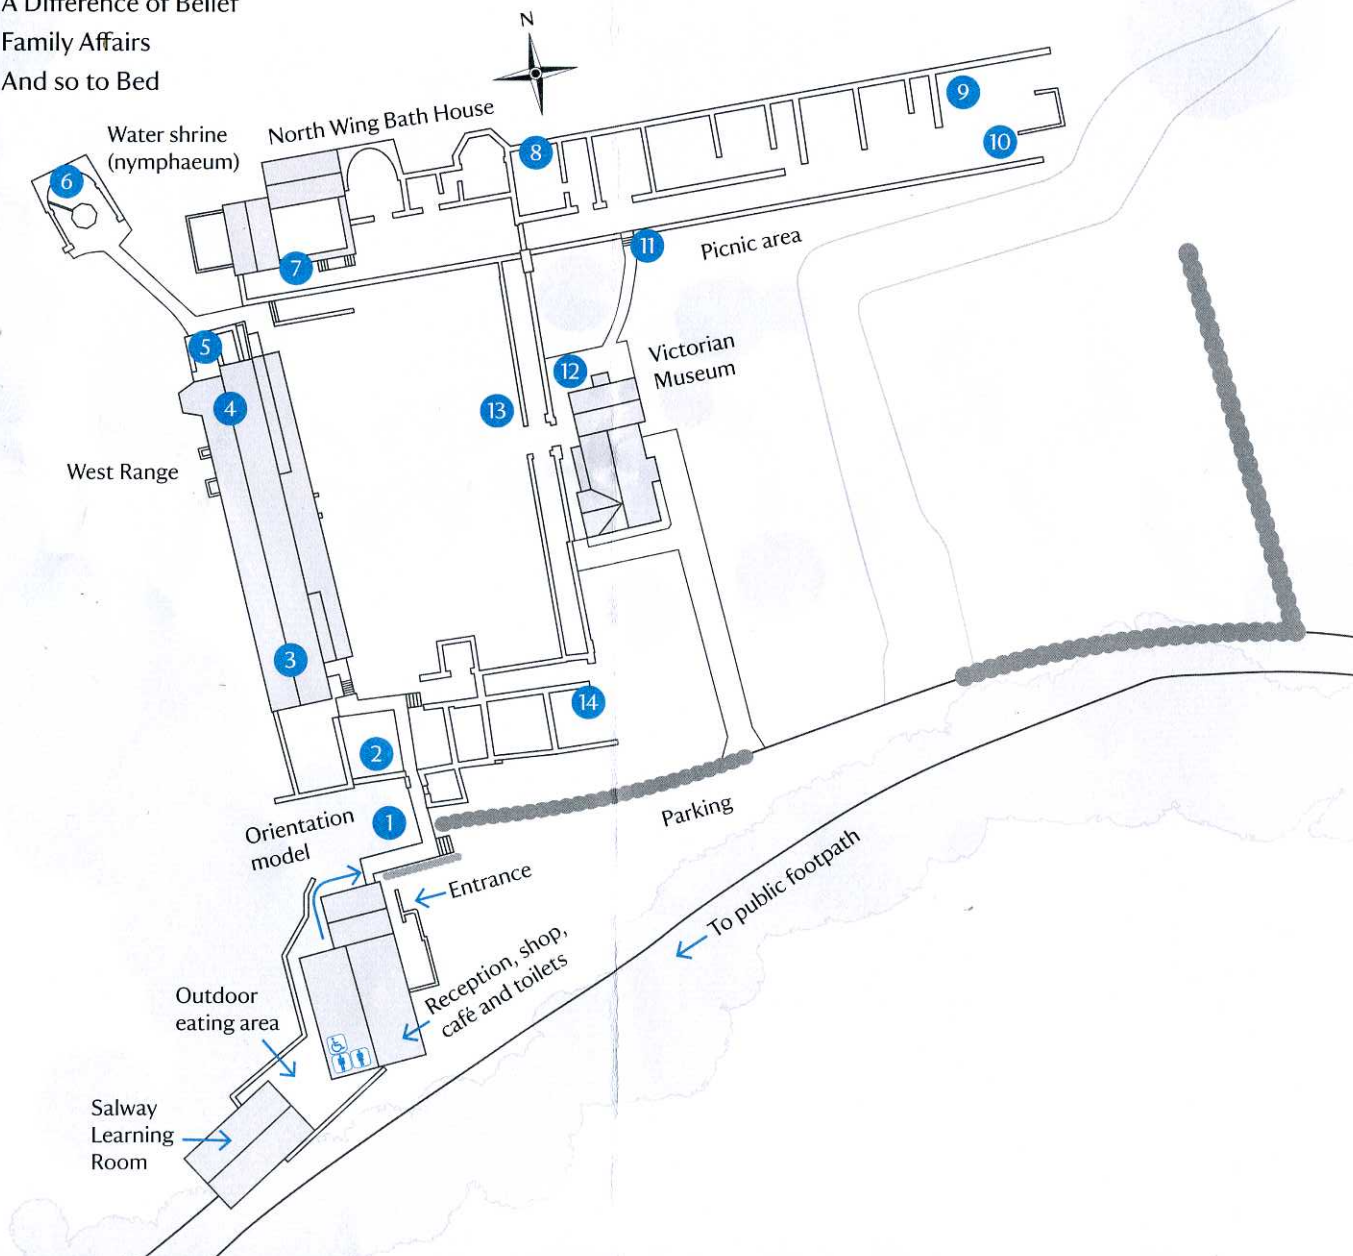 A Difference of Belief
Family Affairs
And so to Bed
N
Water shrine
(nymphaeum)
North Wing Bath House
6
8
9
10
7
11
Picnic area
5
4
12
Victorian
Museum
13
West Range
3
14
2
Orientation
model
1
Parking
Entrance
To public footpath
Reception, shop,
café and toilets
Outdoor
eating area
Salway
Learning
Room